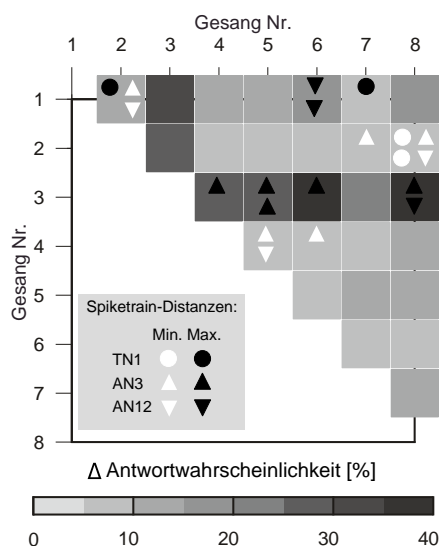 Gesang Nr.
1 2 3 4 5 6 7 8
Gesang Nr.
1
2
3
4
5
6
7
8
Spiketrain-Distanzen:
Min. Max.
TN1
AN3
AN12
Δ Antwortwahrscheinlichkeit [%]
0 10 20 30 40